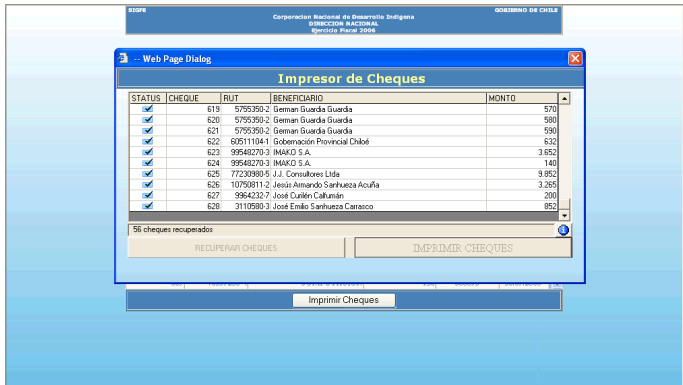 SIGFE GOBIERNO DE CHILE
Corporacion Nacional de Desarrollo Indigena
DIRECCION NACIONAL
Ejercicio Fiscal 2006
-- Web Page Dialog
Impresor de Cheques
STATUS CHEQUE RUT BENEFICIARIO MONTO
619 5755350-2 German Guardia Guardia 570
620 5755350-2 German Guardia Guardia 580
621 5755350-2 German Guardia Guardia 590
622 60511104-1 Gobernación Provincial Chiloé 632
623 99548270-3 IMAKO S.A. 3.652
624 99548270-3 IMAKO S.A. 140
625 77230980-5 J.J. Consultores Ltda 9.852
626 10750811-2 Jesús Armando Sanhueza Acuña 3.265
627 9964232-7 José Curilén Calfumán 200
628 3110580-3 José Emilio Sanhueza Carrasco 852
56 cheques recuperados
RECUPERAR CHEQUES IMPRIMIR CHEQUES
Imprimir Cheques